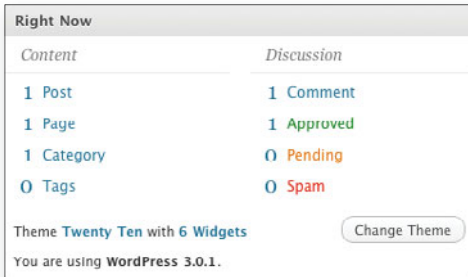 Right Now
Content Discussion
1 Post 1 Comment
1 Page 1 Approved
1 Category 0 Pending
0 Tags 0 Spam
Theme Twenty Ten with 6 Widgets Change Theme
You are using WordPress 3.0.1.